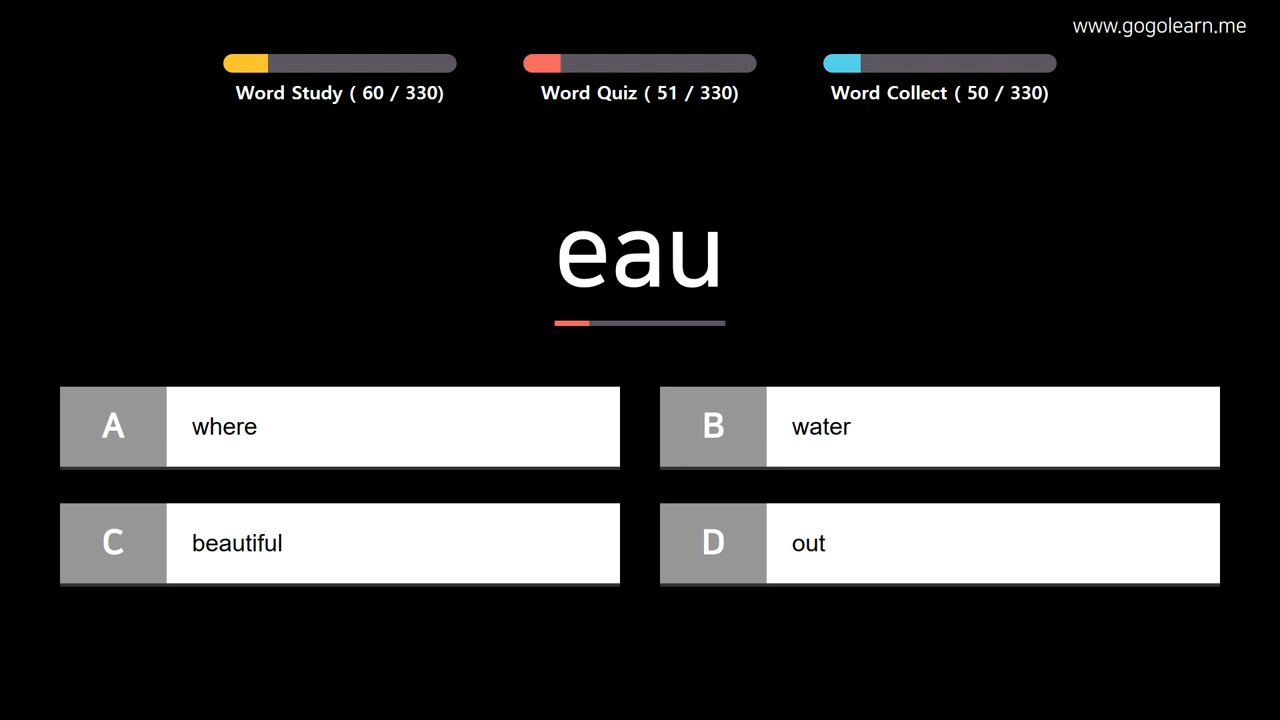 www.gogolearn.me
Word Study ( 60 / 330)
Word Quiz ( 51 / 330)
Word Collect ( 50 / 330)
eau
A where
B water
C beautiful
D out